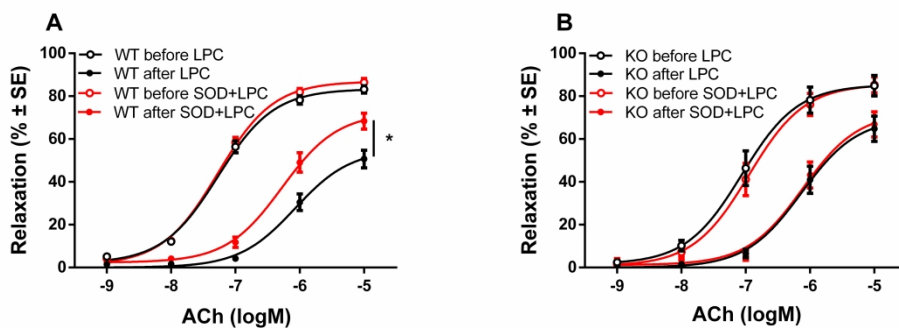 A
WT before LPC
WT after LPC
WT before SOD+LPC
WT after SOD+LPC
Relaxation (% ± SE)
100
80
60
40
20
0
*
-9 -8 -7 -6 -5
ACh (logM)
B
KO before LPC
KO after LPC
KO before SOD+LPC
KO after SOD+LPC
Relaxation (% ± SE)
100
80
60
40
20
0
-9 -8 -7 -6 -5
ACh (logM)